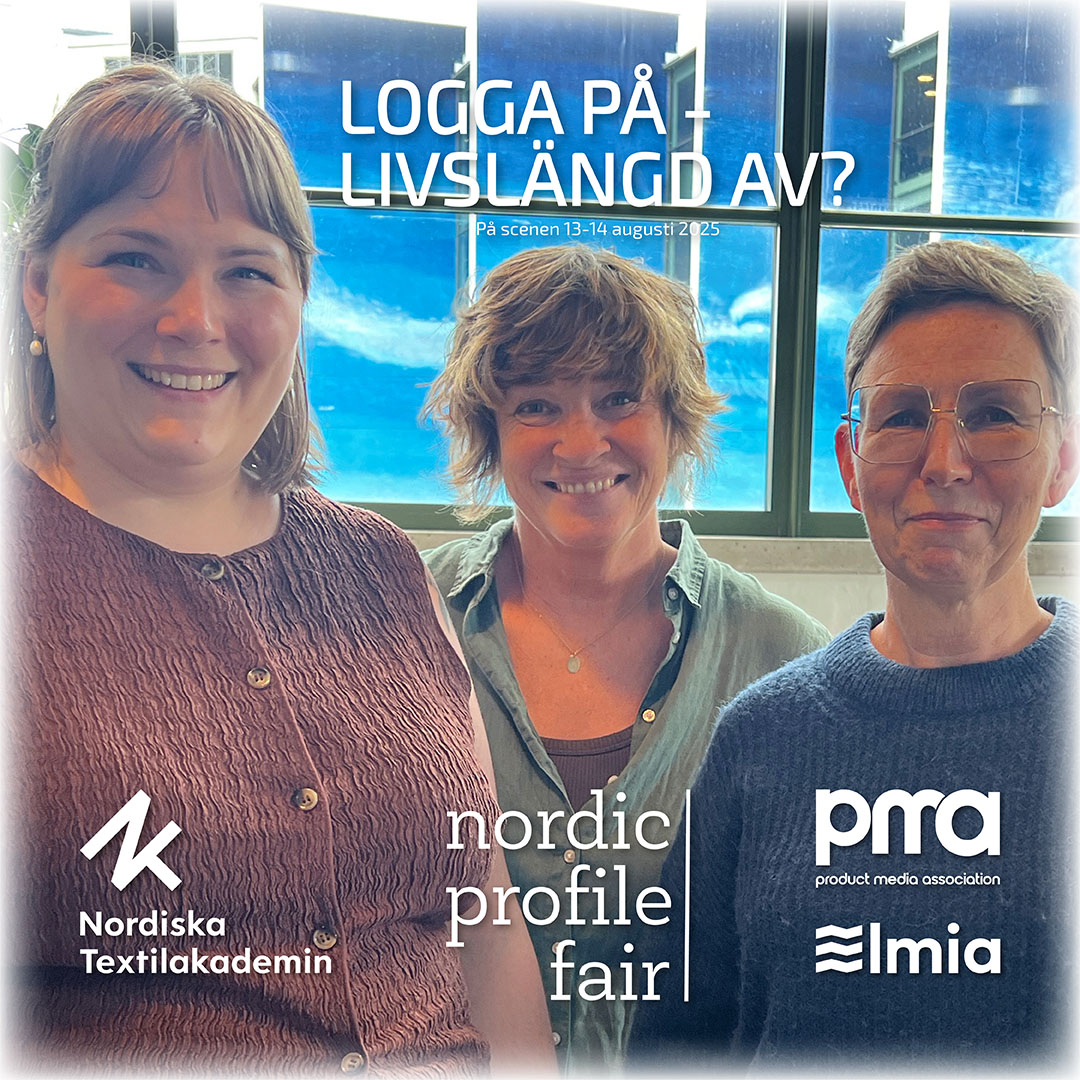 LOGGA PÅ -
LIVSLÄNGD AV?
På scenen 13-14 augusti 2025
Nordiska
Textilakademin
nordic
profile
fair
pma
product media association
Elmia